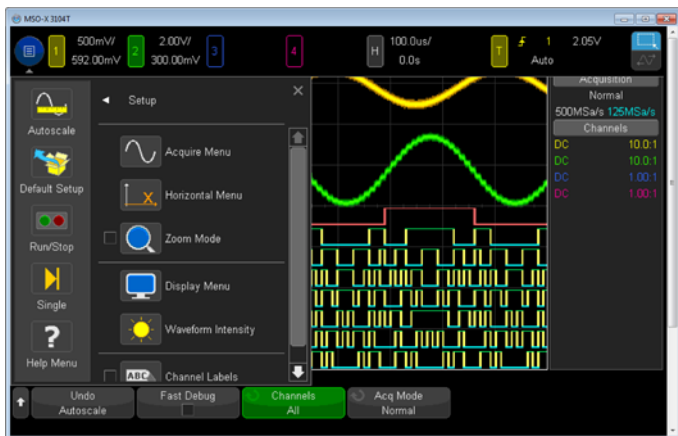 MSO-X 3104T
1 500mV/ 592.00mV
2 2.00V/ 300.00mV
3
4
H 100.0us/ 0.0s
T 1 2.05V Auto
Autoscale
Default Setup
Run/Stop
Single
?
Help Menu
Setup
Acquire Menu
X
Horizontal Menu
Zoom Mode
Display Menu
Waveform Intensity
ABC Channel Labels
Acquisition
Normal
500MSa/s 125MSa/s
Channels
DC 10.0:1
DC 10.0:1
DC 1.00:1
DC 1.00:1
Undo Autoscale
Fast Debug
Channels All
Acq Mode Normal